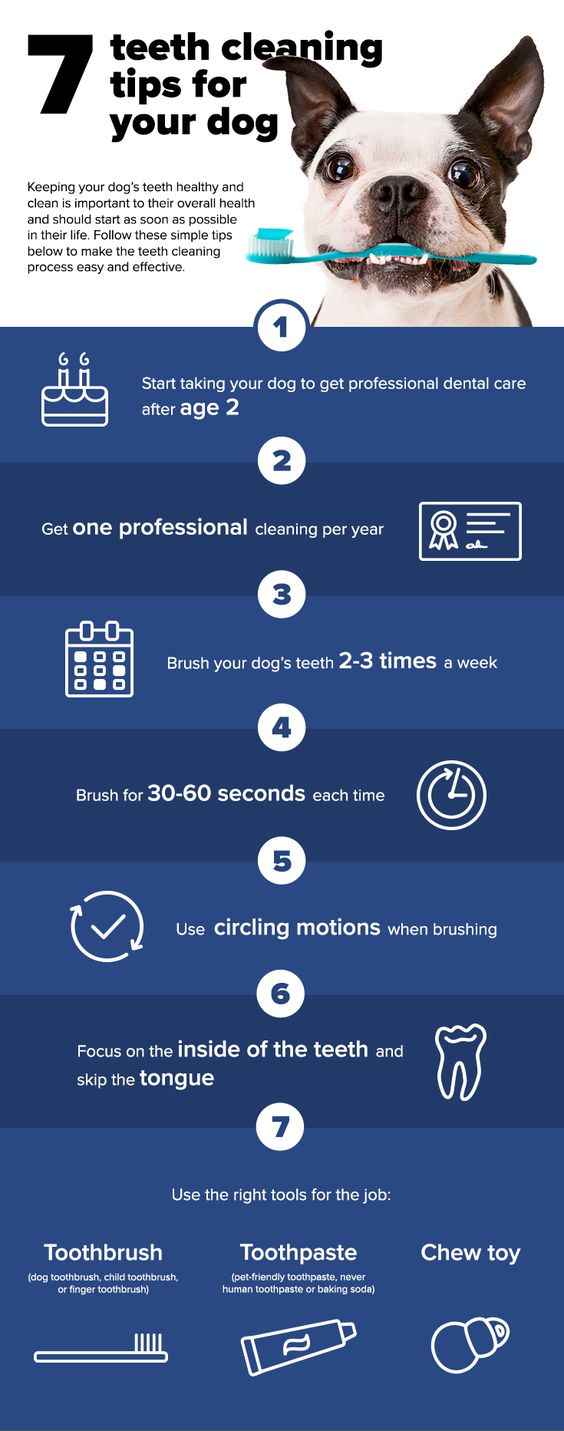 7
teeth cleaning
tips for
your dog
Keeping your dog's teeth healthy and
clean is important to their overall health
and should start as soon as possible
in their life. Follow these simple tips
below to make the teeth cleaning
process easy and effective.
1
Start taking your dog to get professional dental care
after age 2
2
Get one professional cleaning per year
3
Brush your dog's teeth 2-3 times a week
4
Brush for 30-60 seconds each time
5
Use circling motions when brushing
6
Focus on the inside of the teeth and
skip the tongue
7
Use the right tools for the job:
Toothbrush
(dog toothbrush, child toothbrush,
or finger toothbrush)
Toothpaste
(pet-friendly toothpaste, never
human toothpaste or baking soda)
Chew toy